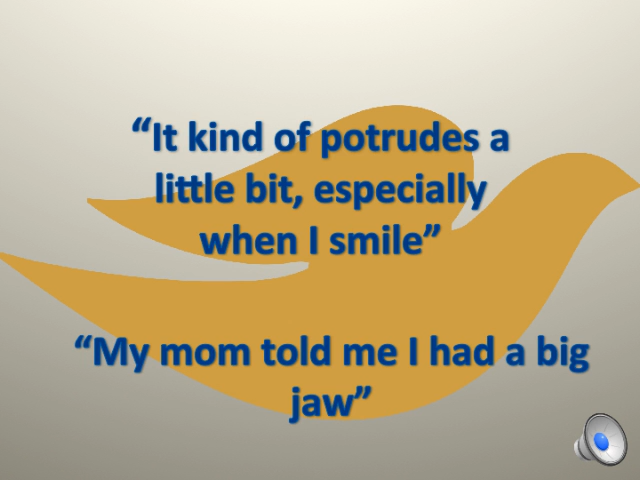 “It kind of potrudes a
little bit, especially
when I smile”
“My mom told me I had a big
jaw”